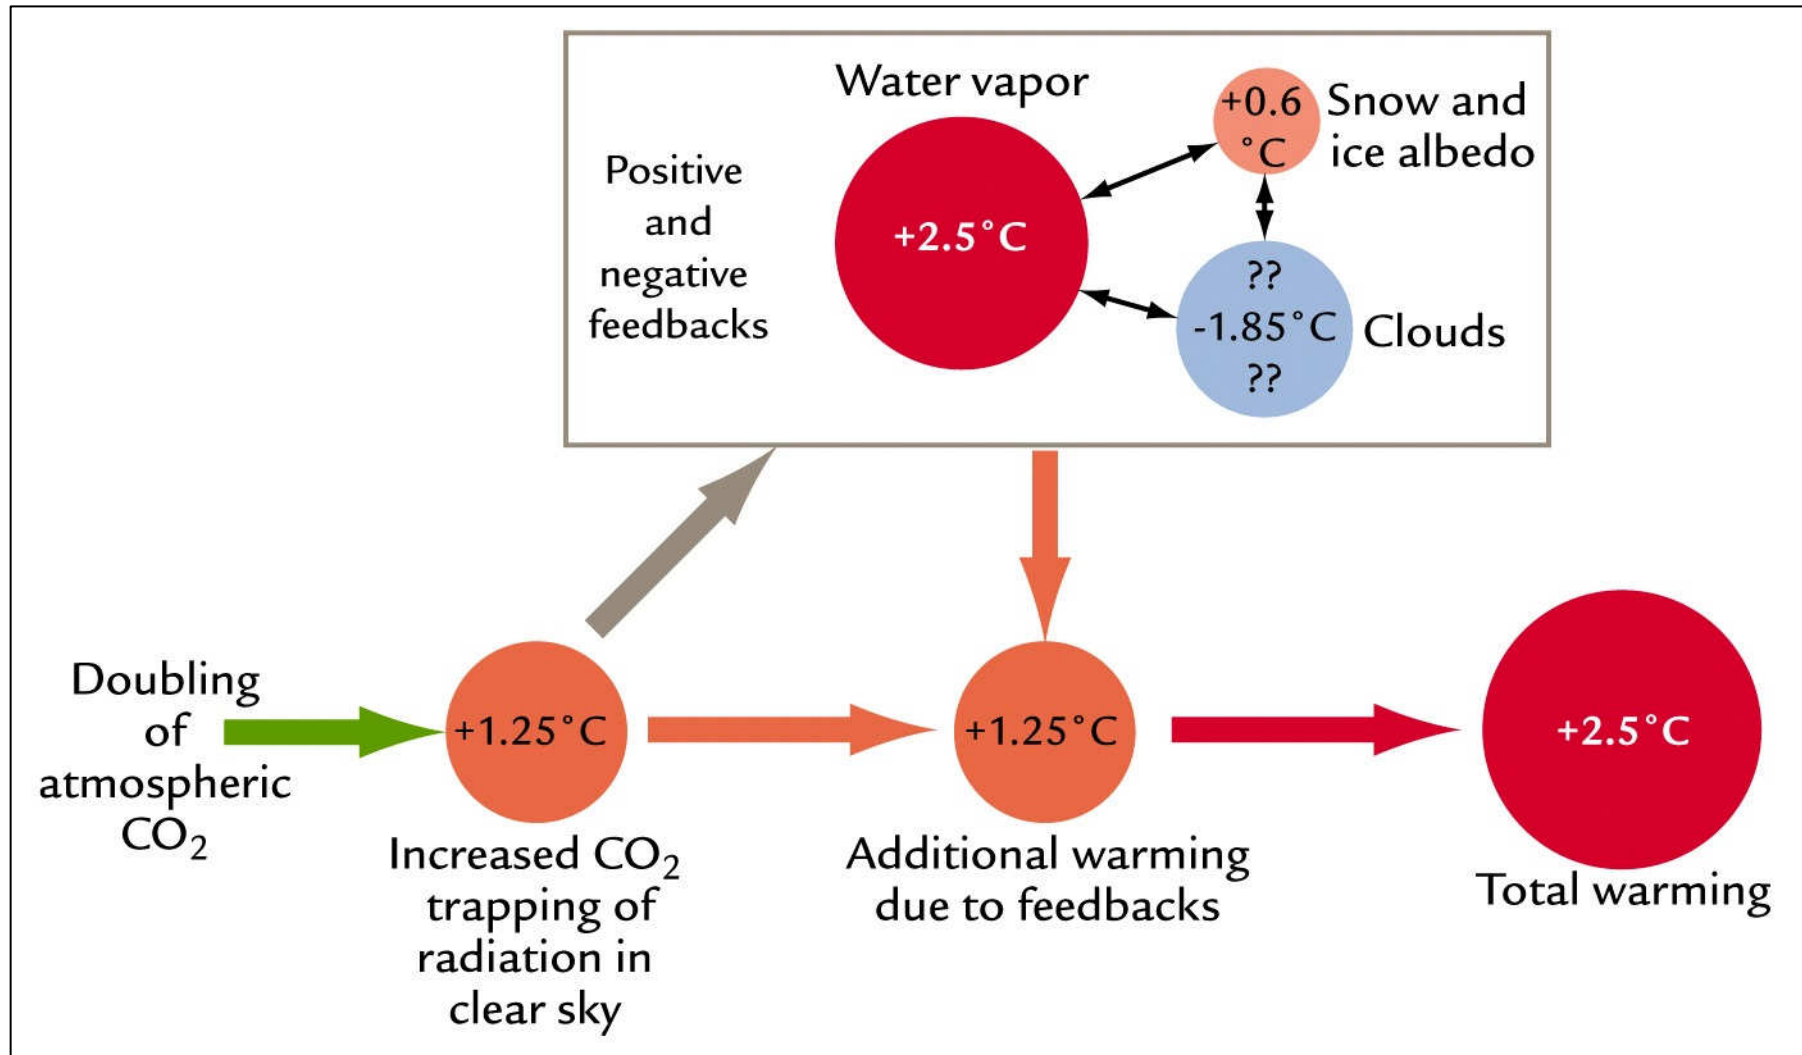 Water vapor
+2.5°C
Positive
and
negative
feedbacks
+0.6
°C
Snow and
ice albedo
??
-1.85°C
??
Clouds
Doubling
of
atmospheric
CO₂
+1.25°C
Increased CO₂
trapping of
radiation in
clear sky
+1.25°C
Additional warming
due to feedbacks
+2.5°C
Total warming